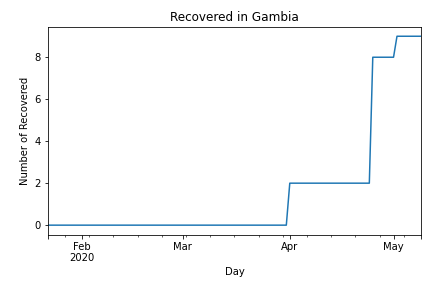 Recovered in Gambia
Number of Recovered
8
6
4
2
0
Feb
2020
Mar
Apr
May
Day